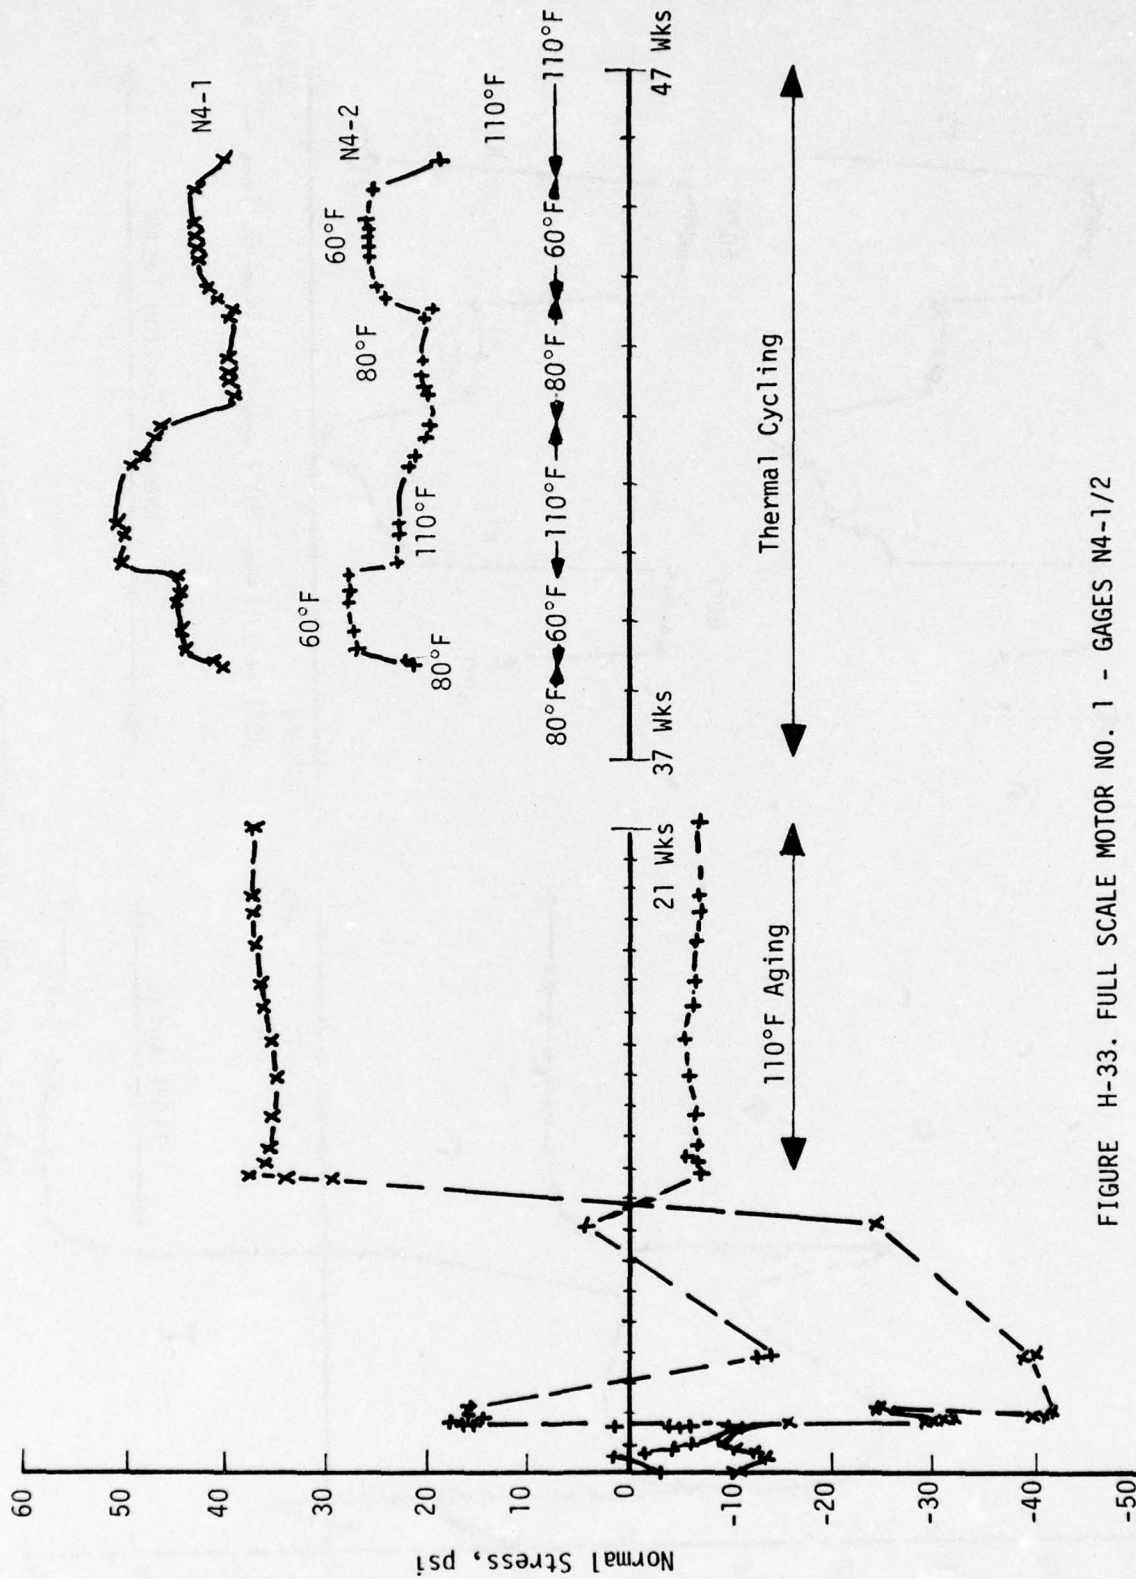 Normal Stress, psi
60
50
40
30
20
10
0
-10
-20
-30
-40
-50
N4-1
N4-2
60°F
80°F
110°F
80°F
60°F
110°F
80°F
60°F
110°F
80°F
60°F
110°F
21 Wks
37 Wks
47 Wks
110°F Aging
Thermal Cycling
FIGURE H-33. FULL SCALE MOTOR NO. 1 - GAGES N4-1/2